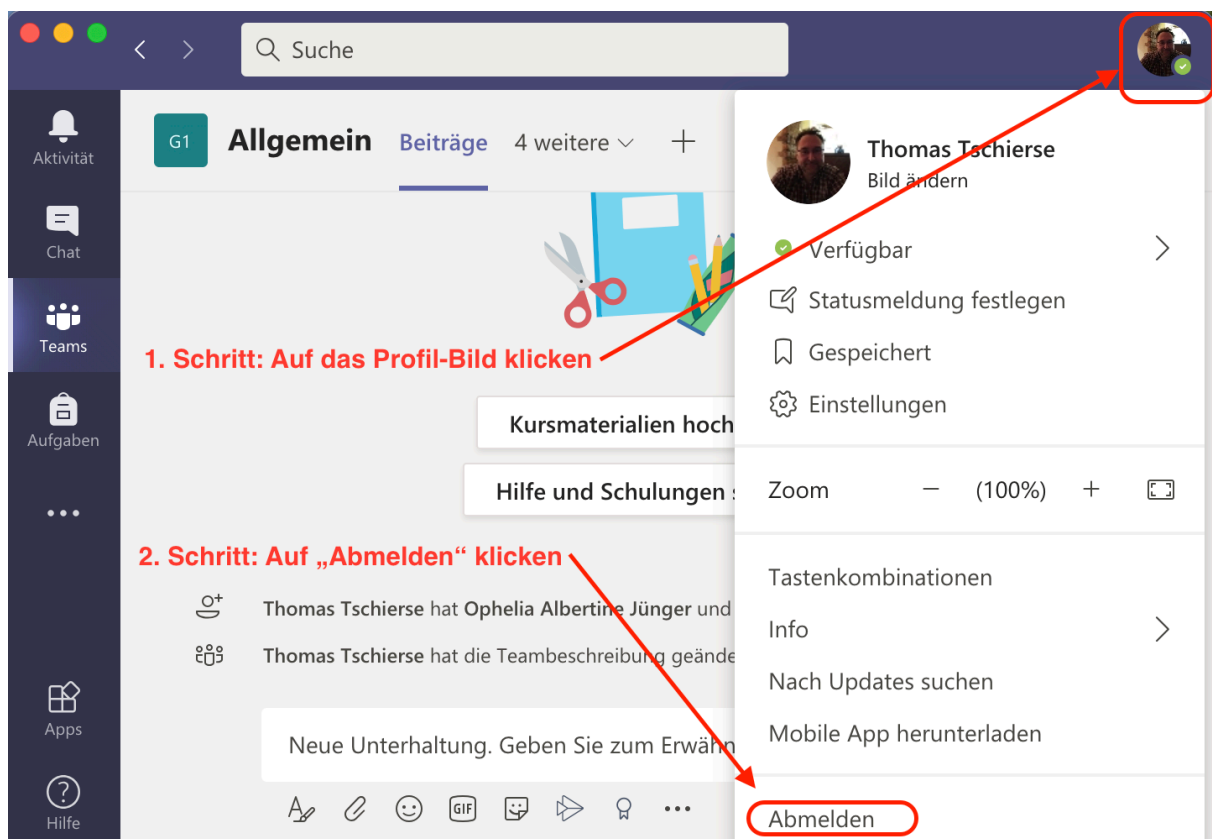 Suche
Aktivität
Chat
Teams
Aufgaben
Apps
Hilfe
G1
Allgemein Beiträge 4 weitere
1. Schritt: Auf das Profil-Bild klicken
Kursmaterialien hoch
Hilfe und Schulungen
2. Schritt: Auf „Abmelden“ klicken
Thomas Tschierse hat Ophelia Albertine Jünger und
Thomas Tschierse hat die Teambeschreibung geände
Neue Unterhaltung. Geben Sie zum Erwähn
GIF
Thomas Tschierse
Bild ändern
Verfügbar
Statusmeldung festlegen
Gespeichert
Einstellungen
Zoom — (100%) +
Tastenkombinationen
Info
Nach Updates suchen
Mobile App herunterladen
Abmelden